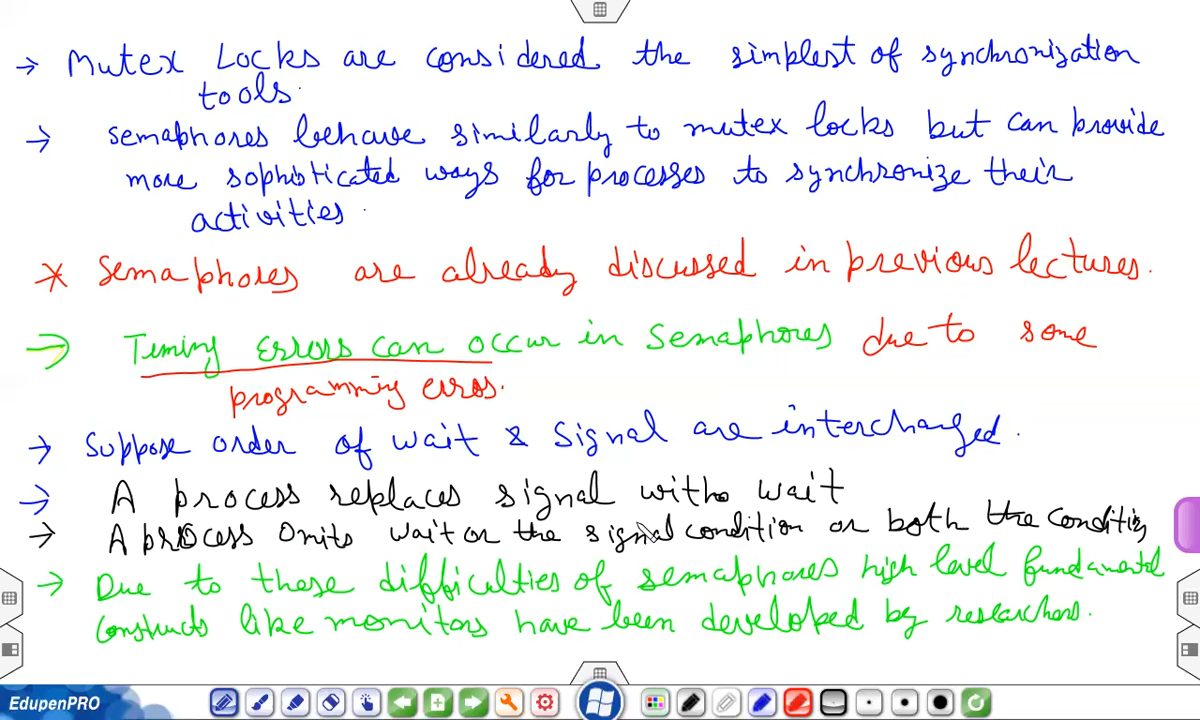 → Mutex Locks are considered the simplest of synchronization
tools.
→ semaphores behave similarly to mutex locks but can provide
more sophisticated ways for processes to synchronize their
activities.
* Semaphores are already discussed in previous lectures.
→ Timing Errors can occur in semaphores due to some
programming erros.
→ Suppose order of wait & signal are interchanged.
→ A process replaces signal with wait
→ A process omits wait or the signal condition or both the condition
→ Due to these difficulties of semaphores high level fundamental
constructs like monitors have been developed by researchers.
EdupenPRO